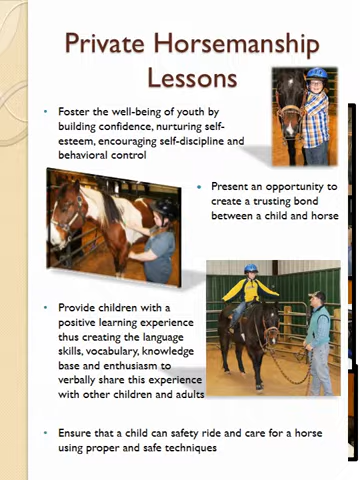 Private Horsemanship
Lessons
• Foster the well-being of youth by
building confidence, nurturing self-
esteem, encouraging self-discipline and
behavioral control
• Present an opportunity to
create a trusting bond
between a child and horse
• Provide children with a
positive learning experience
thus creating the language
skills, vocabulary, knowledge
base and enthusiasm to
verbally share this experience
with other children and adults
• Ensure that a child can safety ride and care for a horse
using proper and safe techniques